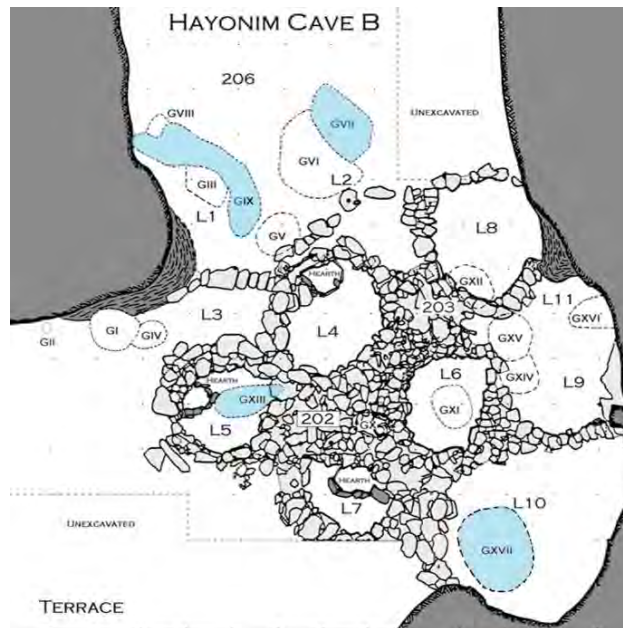 HAYONIM CAVE B
206
UNEXCAVATED
GVIII
GVII
GVI
GIII
GIX
L2
L1
GV
L8
HEARTH
GXII
L11
203
GXVI
L3
GI
GIV
GII
L4
GXV
L6
GXIV
L9
HEARTH
GXIII
GXI
L5
202
GX
HEARTH
L7
L10
UNEXCAVATED
GXVII
TERRACE